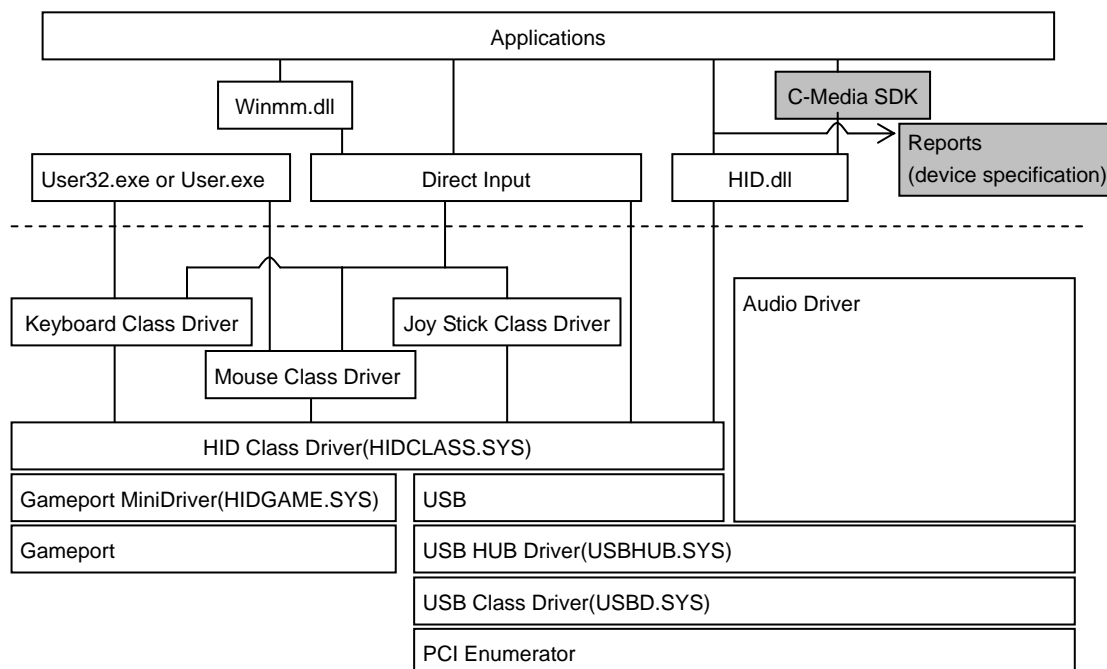 Applications
Winmm.dll
C-Media SDK
Reports
(device specification)
User32.exe or User.exe
Direct Input
HID.dll
Keyboard Class Driver
Joy Stick Class Driver
Audio Driver
Mouse Class Driver
HID Class Driver(HIDCLASS.SYS)
Gameport MiniDriver(HIDGAME.SYS)
USB
Gameport
USB HUB Driver(USBHUB.SYS)
USB Class Driver(USBD.SYS)
PCI Enumerator